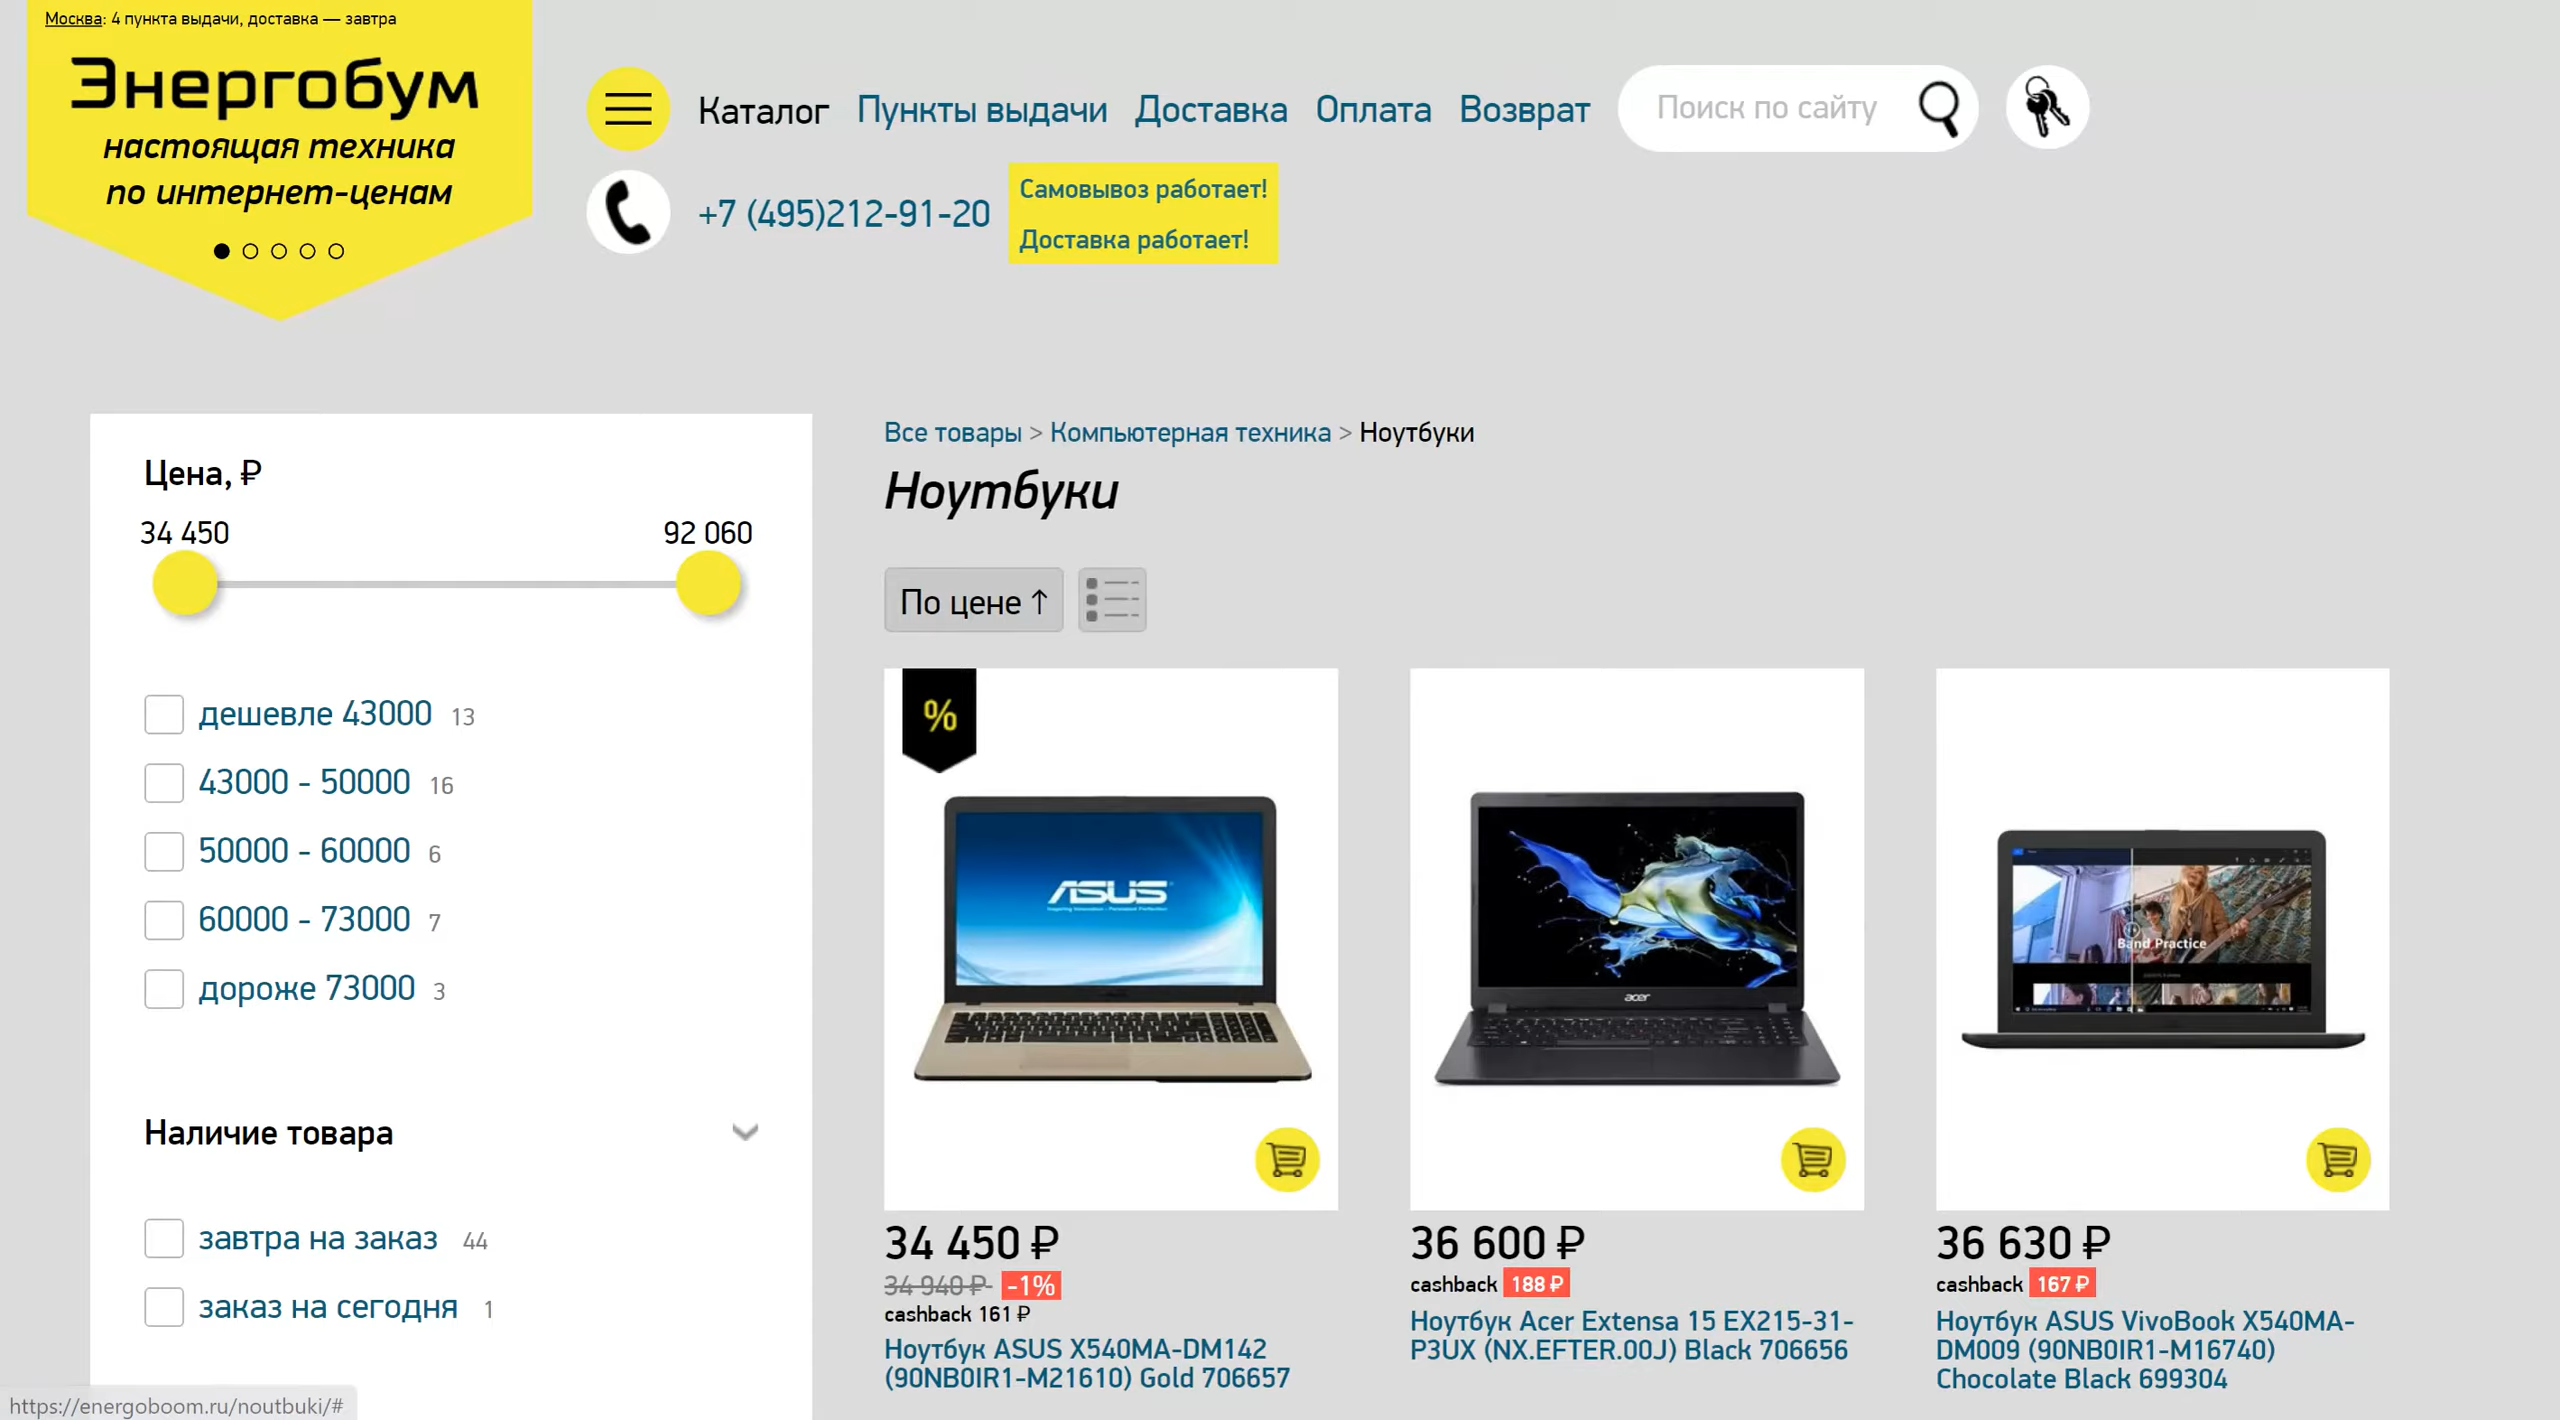 Москва: 4 пункта выдачи, доставка — завтра
Энергобум
настоящая техника
по интернет-ценам
Каталог
Пункты выдачи
Доставка
Оплата
Возврат
Поиск по сайту
+7 (495)212-91-20
Самовывоз работает!
Доставка работает!
Цена, ₽
34 450
92 060
дешевле 43000 13
43000 - 50000 16
50000 - 60000 6
60000 - 73000 7
дороже 73000 3
Наличие товара
завтра на заказ 44
заказ на сегодня 1
Все товары > Компьютерная техника > Ноутбуки
Ноутбуки
По цене ↑
%
ASUS
34 450 ₽
34 940 ₽ -1%
cashback 161 ₽
Ноутбук ASUS X540MA-DM142
(90NB0IR1-M21610) Gold 706657
acer
36 600 ₽
cashback 188 ₽
Ноутбук Acer Extensa 15 EX215-31-
P3UX (NX.EFTER.00J) Black 706656
Band Practice
36 630 ₽
cashback 167 ₽
Ноутбук ASUS VivoBook X540MA-
DM009 (90NB0IR1-M16740)
Chocolate Black 699304
https://energoboom.ru/noutbuki/#